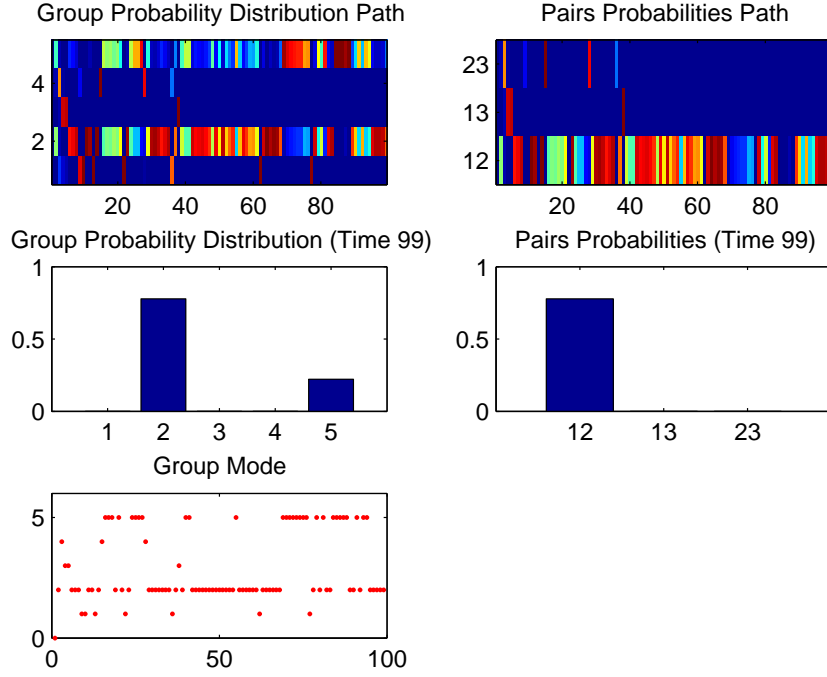 Group Probability Distribution Path
4
2
20 40 60 80
Pairs Probabilities Path
23
13
12
20 40 60 80
Group Probability Distribution (Time 99)
1
0.5
0
1 2 3 4 5
Pairs Probabilities (Time 99)
1
0.5
0
12 13 23
Group Mode
5
0
0 50 100